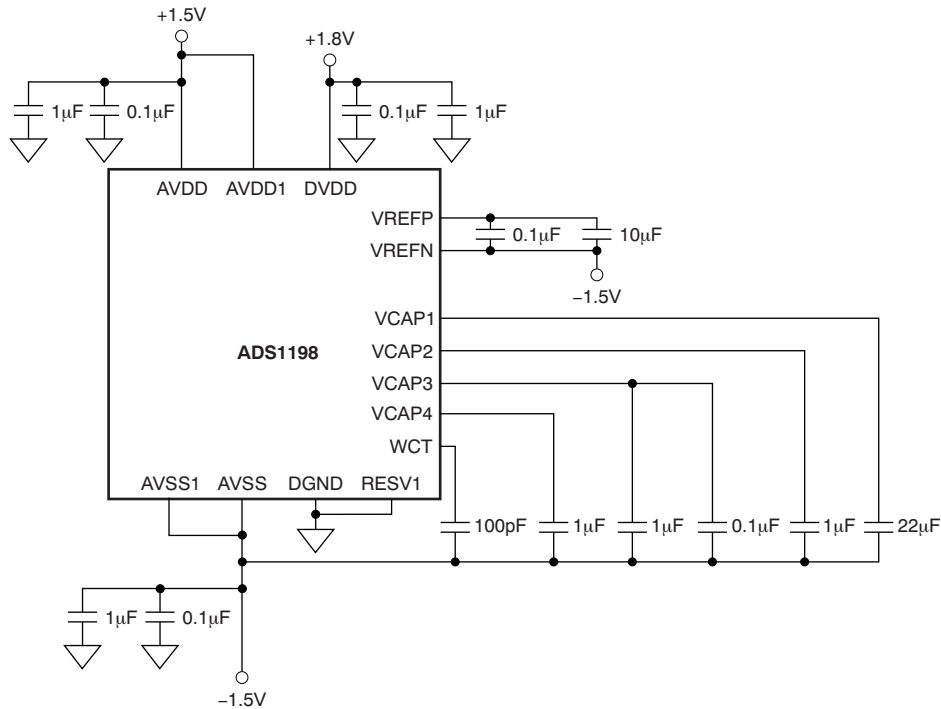 +1.5V
+1.8V
1μF 0.1μF 0.1μF 1μF
AVDD AVDD1 DVDD
VREFP
0.1μF 10μF
VREFN
−1.5V
VCAP1
ADS1198 VCAP2
VCAP3
VCAP4
WCT
AVSS1 AVSS DGND RESV1
100pF 1μF 1μF 0.1μF 1μF 22μF
1μF 0.1μF
−1.5V